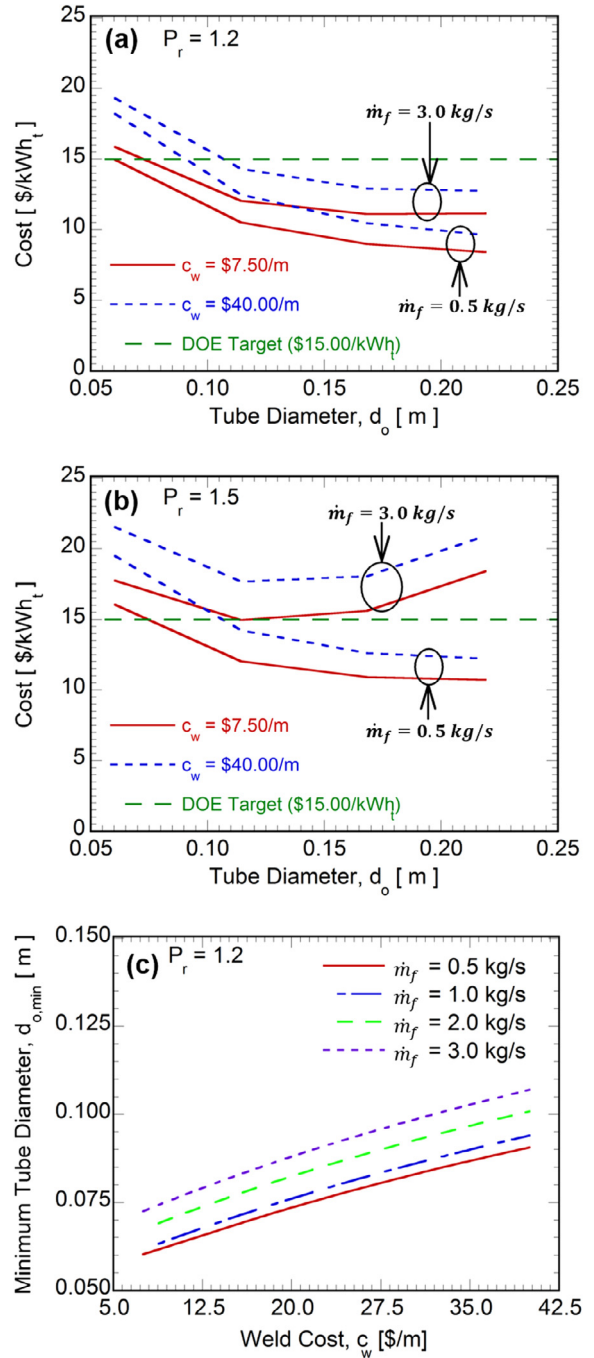 (a) P_r = 1.2
ṁ_f = 3.0 kg/s
ṁ_f = 0.5 kg/s
c_w = $7.50/m
c_w = $40.00/m
DOE Target ($15.00/kWh_t)
Cost [ $/kWh_t ]
25
20
15
10
5
0
0.05 0.10 0.15 0.20 0.25
Tube Diameter, d_o [ m ]
(b) P_r = 1.5
ṁ_f = 3.0 kg/s
ṁ_f = 0.5 kg/s
c_w = $7.50/m
c_w = $40.00/m
DOE Target ($15.00/kWh_t)
Cost [ $/kWh_t ]
25
20
15
10
5
0
0.05 0.10 0.15 0.20 0.25
Tube Diameter, d_o [ m ]
(c) P_r = 1.2
ṁ_f = 0.5 kg/s
ṁ_f = 1.0 kg/s
ṁ_f = 2.0 kg/s
ṁ_f = 3.0 kg/s
Minimum Tube Diameter, d_o,min [ m ]
0.150
0.125
0.100
0.075
0.050
5.0 12.5 20.0 27.5 35.0 42.5
Weld Cost, c_w [$/m]